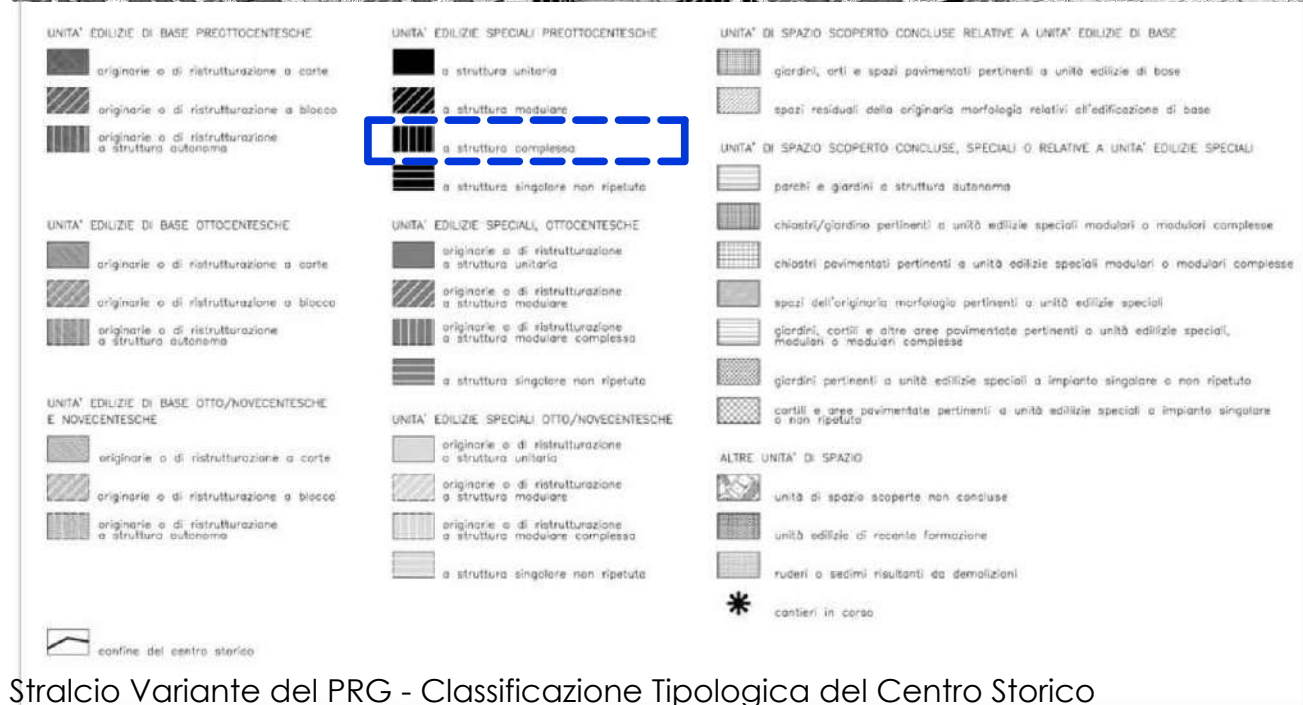 UNITA' EDILIZIE DI BASE PREOTTOCENTESCHE
originarie o di ristrutturazione a corte
originarie o di ristrutturazione a blocco
originarie o di ristrutturazione
a struttura autonoma
UNITA' EDILIZIE DI BASE OTTOCENTESCHE
originarie o di ristrutturazione a corte
originarie o di ristrutturazione a blocco
originarie o di ristrutturazione
a struttura autonoma
UNITA' EDILIZIE DI BASE OTTO/NOVECENTESCHE
E NOVECENTESCHE
originarie o di ristrutturazione a corte
originarie o di ristrutturazione a blocco
originarie o di ristrutturazione
a struttura autonoma
confine del centro storico
UNITA' EDILIZIE SPECIALI PREOTTOCENTESCHE
a struttura unitaria
a struttura modulare
a struttura complessa
a struttura singolare non ripetuta
UNITA' EDILIZIE SPECIALI, OTTOCENTESCHE
originarie o di ristrutturazione
a struttura unitaria
originarie o di ristrutturazione
a struttura modulare
originarie o di ristrutturazione
a struttura modulare complessa
a struttura singolare non ripetuta
UNITA' EDILIZIE SPECIALI OTTO/NOVECENTESCHE
originarie o di ristrutturazione
a struttura unitaria
originarie o di ristrutturazione
a struttura modulare
originarie o di ristrutturazione
a struttura modulare complessa
a struttura singolare non ripetuta
UNITA' DI SPAZIO SCOPERTO CONCLUSE RELATIVE A UNITA' EDILIZIE DI BASE
giardini, orti e spazi pavimentati pertinenti a unità edilizie di base
spazi residuali della originaria morfologia relativi all'edificazione di base
UNITA' DI SPAZIO SCOPERTO CONCLUSE, SPECIALI O RELATIVE A UNITA' EDILIZIE SPECIALI
parchi e giardini a struttura autonoma
chiostri/giardino pertinenti a unità edilizie speciali modulari o modulari complesse
chiostri pavimentati pertinenti a unità edilizie speciali modulari o modulari complesse
spazi dell'originaria morfologia pertinenti a unità edilizie speciali
giardini, cortili e altre aree pavimentate pertinenti a unità edilizie speciali,
modulari o modulari complesse
giardini pertinenti a unità edilizie speciali a impianto singolare o non ripetuto
cortili e aree pavimentate pertinenti a unità edilizie speciali a impianto singolare
o non ripetuto
ALTRE UNITA' DI SPAZIO
unità di spazio scoperte non concluse
unità edilizie di recente formazione
ruderi o sedimi risultanti da demolizioni
cantieri in corso
Stralcio Variante del PRG - Classificazione Tipologica del Centro Storico